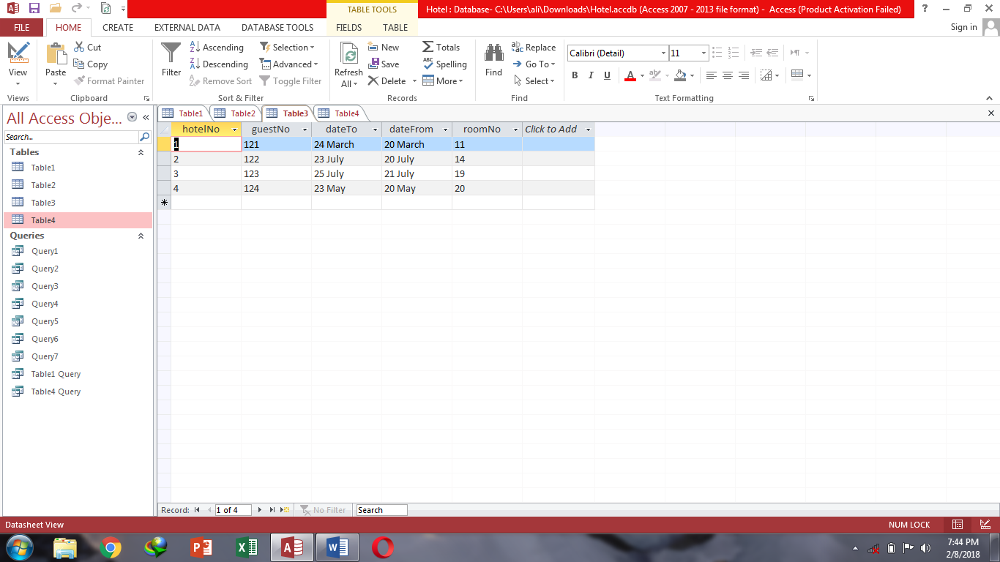 TABLE TOOLS
Hotel : Database- C:\Users\ali\Downloads\Hotel.accdb (Access 2007 - 2013 file format) - Access (Product Activation Failed)
?
FILE HOME CREATE EXTERNAL DATA DATABASE TOOLS FIELDS TABLE Sign in
View
Views
Paste
Cut
Copy
Format Painter
Clipboard
Filter
Ascending
Descending
Remove Sort
Selection
Advanced
Toggle Filter
Sort & Filter
Refresh
All
New
Save
Delete
Totals
Spelling
More
Records
Find
Replace
Go To
Select
Find
Calibri (Detail) 11
B I U A
Text Formatting
All Access Obje...
Search...
Tables
Table1
Table2
Table3
Table4
Queries
Query1
Query2
Query3
Query4
Query5
Query6
Query7
Table1 Query
Table4 Query
Table1 Table2 Table3 Table4
hotelNo guestNo dateTo dateFrom roomNo Click to Add
1 121 24 March 20 March 11
2 122 23 July 20 July 14
3 123 25 July 21 July 19
4 124 23 May 20 May 20
Record: 1 of 4 No Filter Search
Datasheet View NUM LOCK
7:44 PM
2/8/2018